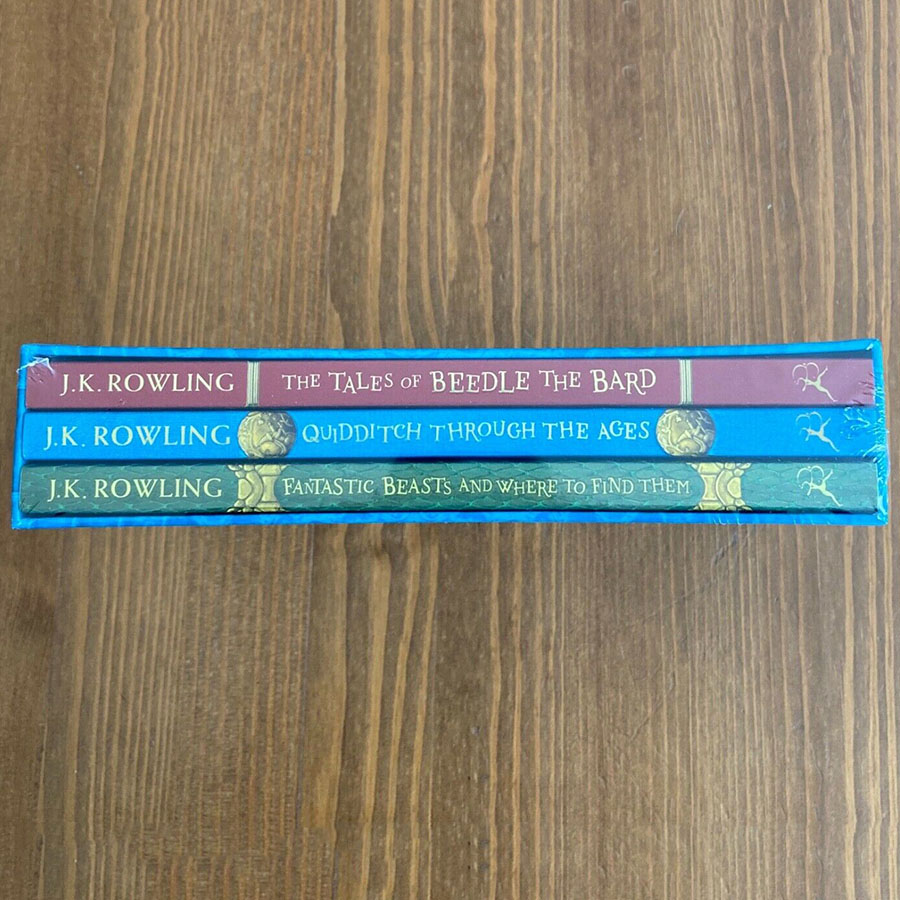 J.K. ROWLING THE TALES OF BEEDLE THE BARD
J.K. ROWLING QUIDDITCH THROUGH THE AGES
J.K. ROWLING FANTASTIC BEASTS AND WHERE TO FIND THEM